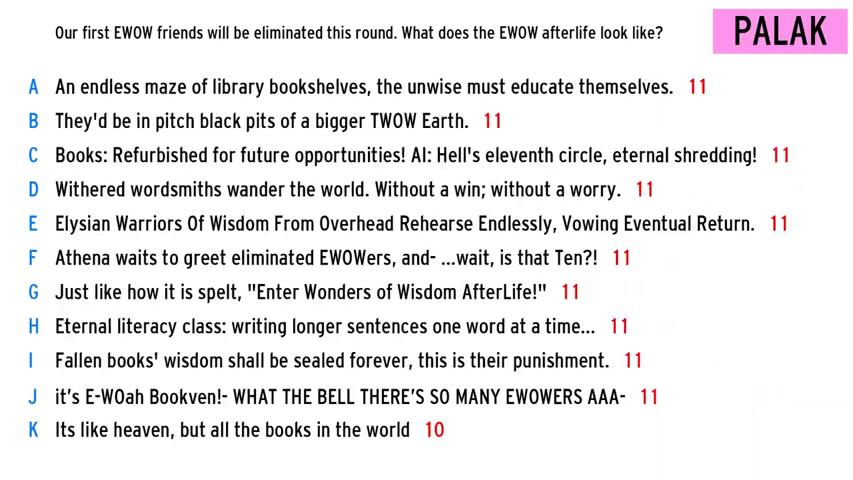 Our first EWOW friends will be eliminated this round. What does the EWOW afterlife look like?
PALAK
A An endless maze of library bookshelves, the unwise must educate themselves. 11
B They'd be in pitch black pits of a bigger TWOW Earth. 11
C Books: Refurbished for future opportunities! AI: Hell's eleventh circle, eternal shredding! 11
D Withered wordsmiths wander the world. Without a win; without a worry. 11
E Elysian Warriors Of Wisdom From Overhead Rehearse Endlessly, Vowing Eventual Return. 11
F Athena waits to greet eliminated EWOWers, and- ...wait, is that Ten?! 11
G Just like how it is spelt, "Enter Wonders of Wisdom AfterLife!" 11
H Eternal literacy class: writing longer sentences one word at a time... 11
I Fallen books' wisdom shall be sealed forever, this is their punishment. 11
J it's E-WOah Bookven!- WHAT THE BELL THERE'S SO MANY EWOWERS AAA- 11
K Its like heaven, but all the books in the world 10